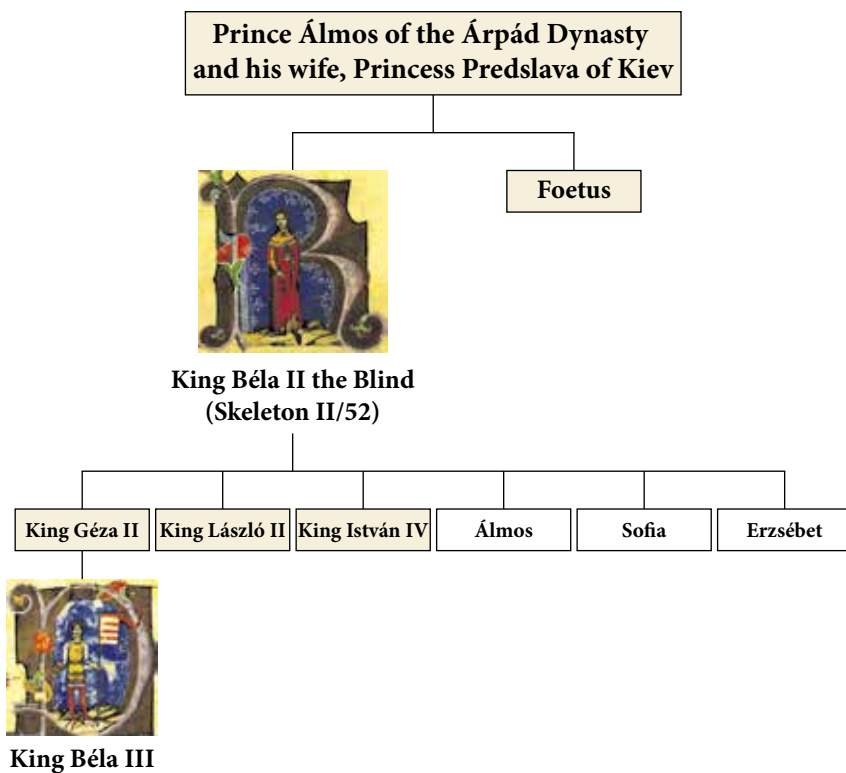 Prince Álmos of the Árpád Dynasty
and his wife, Princess Predslava of Kiev
Foetus
King Béla II the Blind
(Skeleton II/52)
King Géza II
King László II
King István IV
Álmos
Sofia
Erzsébet
King Béla III